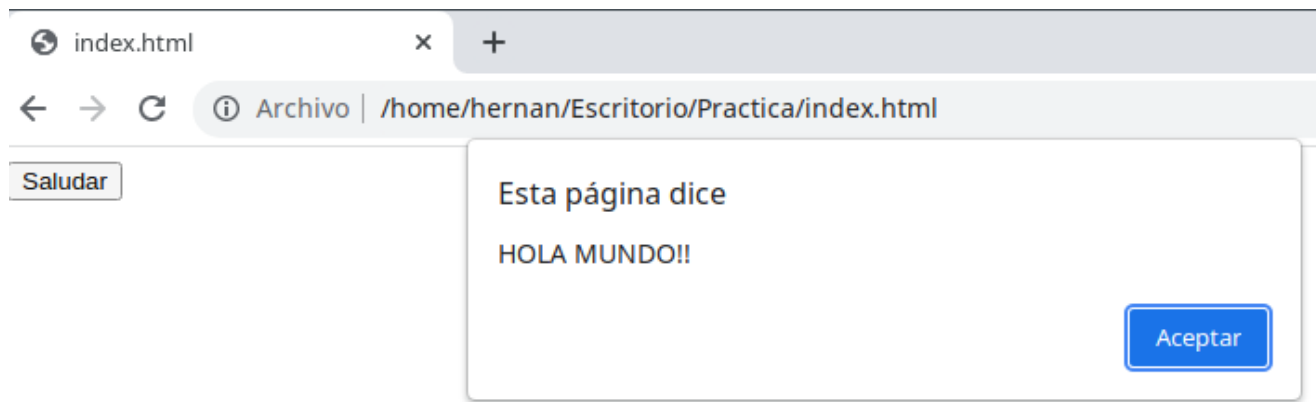 index.html
Archivo /home/hernan/Escritorio/Practica/index.html
Saludar
Esta página dice
HOLA MUNDO!!
Aceptar